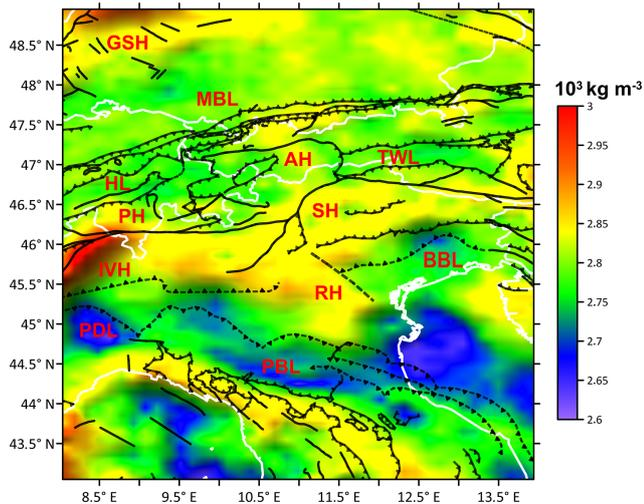 48.5° N
48° N
47.5° N
47° N
46.5° N
46° N
45.5° N
45° N
44.5° N
44° N
43.5° N
GSH
MBL
AH
TWL
HL
PH
SH
IVH
BBL
RH
PDL
PBL
8.5° E
9.5° E
10.5° E
11.5° E
12.5° E
13.5° E
10³ kg m⁻³
3
2.95
2.9
2.85
2.8
2.75
2.7
2.65
2.6